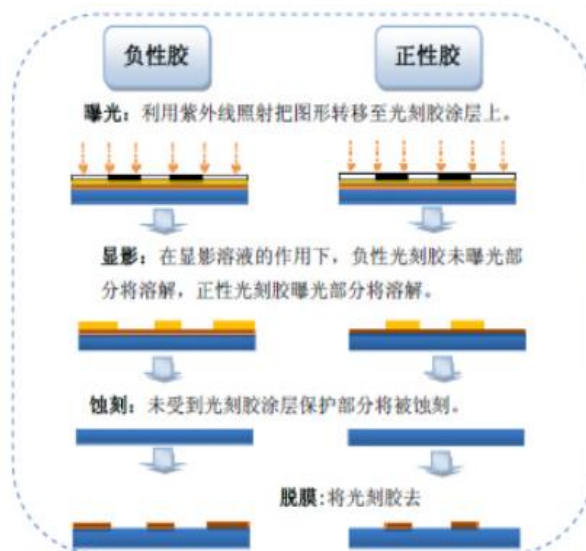 负性胶
正性胶
曝光：利用紫外线照射把图形转移至光刻胶涂层上。
显影：在显影溶液的作用下，负性光刻胶未曝光部
分将溶解，正性光刻胶曝光部分将溶解。
蚀刻：未受到光刻胶涂层保护部分将被蚀刻。
脱膜:将光刻胶去